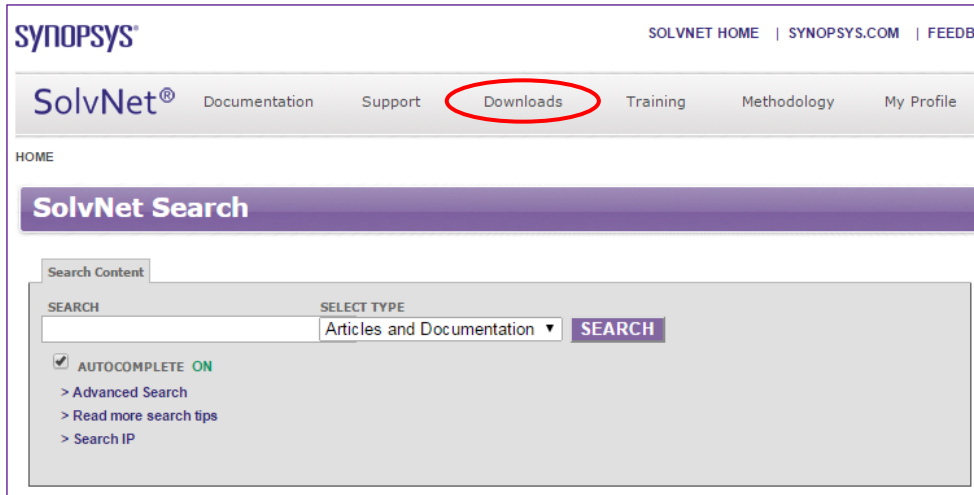 SYNOPSYS®
SOLVNET HOME | SYNOPSYS.COM | FEEDB
SolvNet® Documentation Support Downloads Training Methodology My Profile
HOME
SolvNet Search
Search Content
SEARCH SELECT TYPE
Articles and Documentation ▼ SEARCH
AUTOCOMPLETE ON
> Advanced Search
> Read more search tips
> Search IP